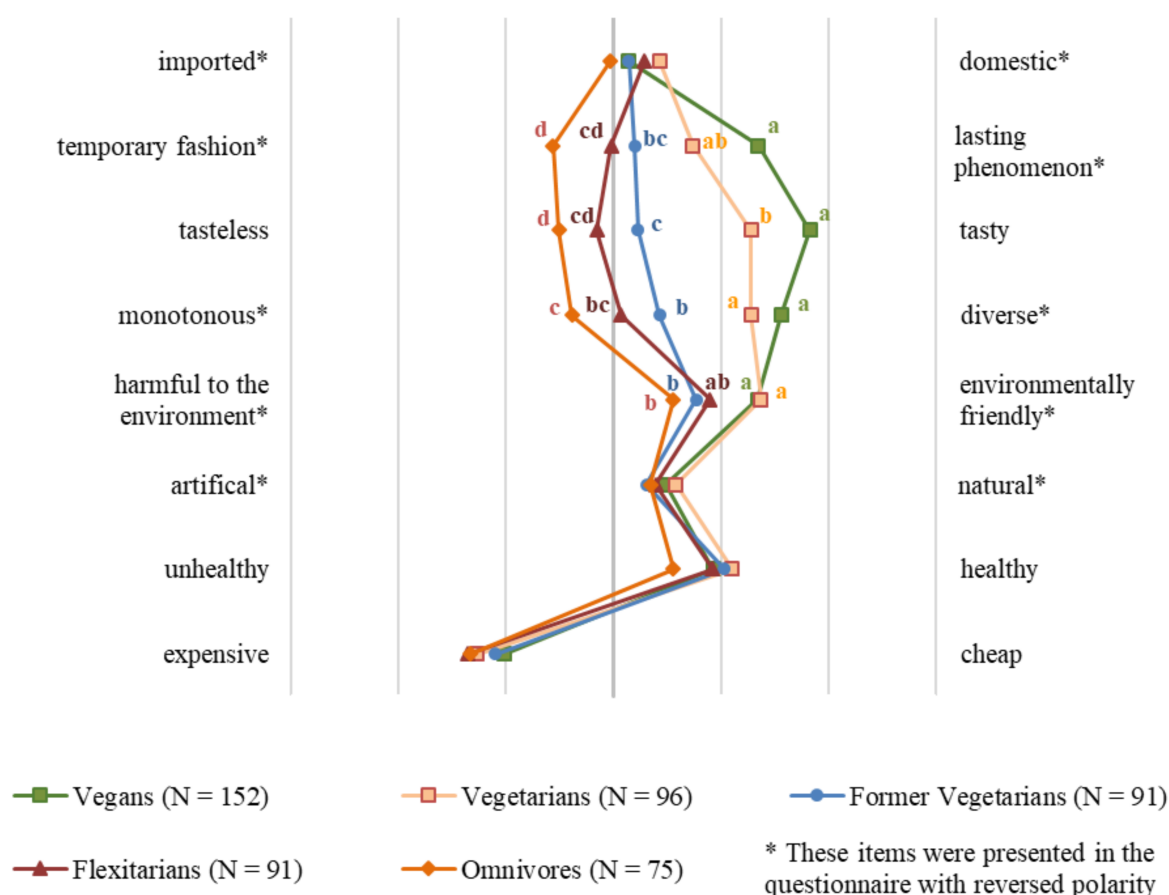 imported*
domestic*
temporary fashion*
d
cd
bc
ab
a
lasting
phenomenon*
tasteless
d
cd
c
b
a
tasty
monotonous*
c
bc
b
a
a
diverse*
harmful to the
environment*
b
b
ab
a
a
environmentally
friendly*
artifical*
natural*
unhealthy
healthy
expensive
cheap
Vegans (N = 152)
Vegetarians (N = 96)
Former Vegetarians (N = 91)
Flexitarians (N = 91)
Omnivores (N = 75)
* These items were presented in the
questionnaire with reversed polarity